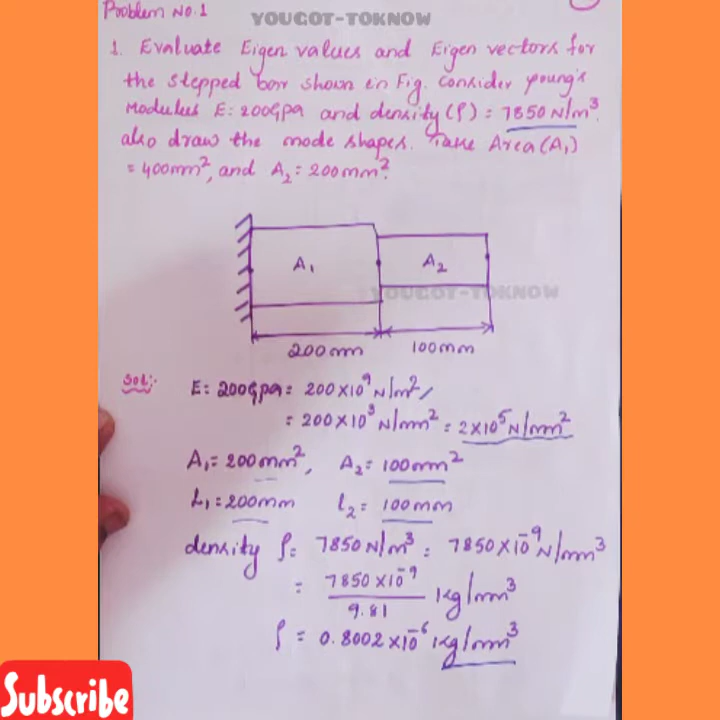 Problem No.1
YOUGOT-TOKNOW
1. Evaluate Eigen values and Eigen vectors for
the stepped bar shown in Fig. Consider young's
Modulus E: 200Gpa and density (ρ) = 7850 N/m³.
also draw the mode shapes. Take Area (A₁)
= 400mm², and A₂ = 200mm².
A₁ A₂
YOUGOT-TOKNOW
200mm 100mm
Sol:-
E: 200Gpa = 200×10⁹ N/m²,
= 200×10³ N/mm² = 2×10⁵ N/mm²
A₁ = 200mm², A₂ = 100mm²
L₁ = 200mm l₂ = 100mm
density ρ = 7850 N/m³ = 7850×10⁻⁹ N/mm³
= 7850×10⁻⁹ / 9.81 kg/mm³
ρ = 0.8002×10⁻⁶ kg/mm³
Subscribe